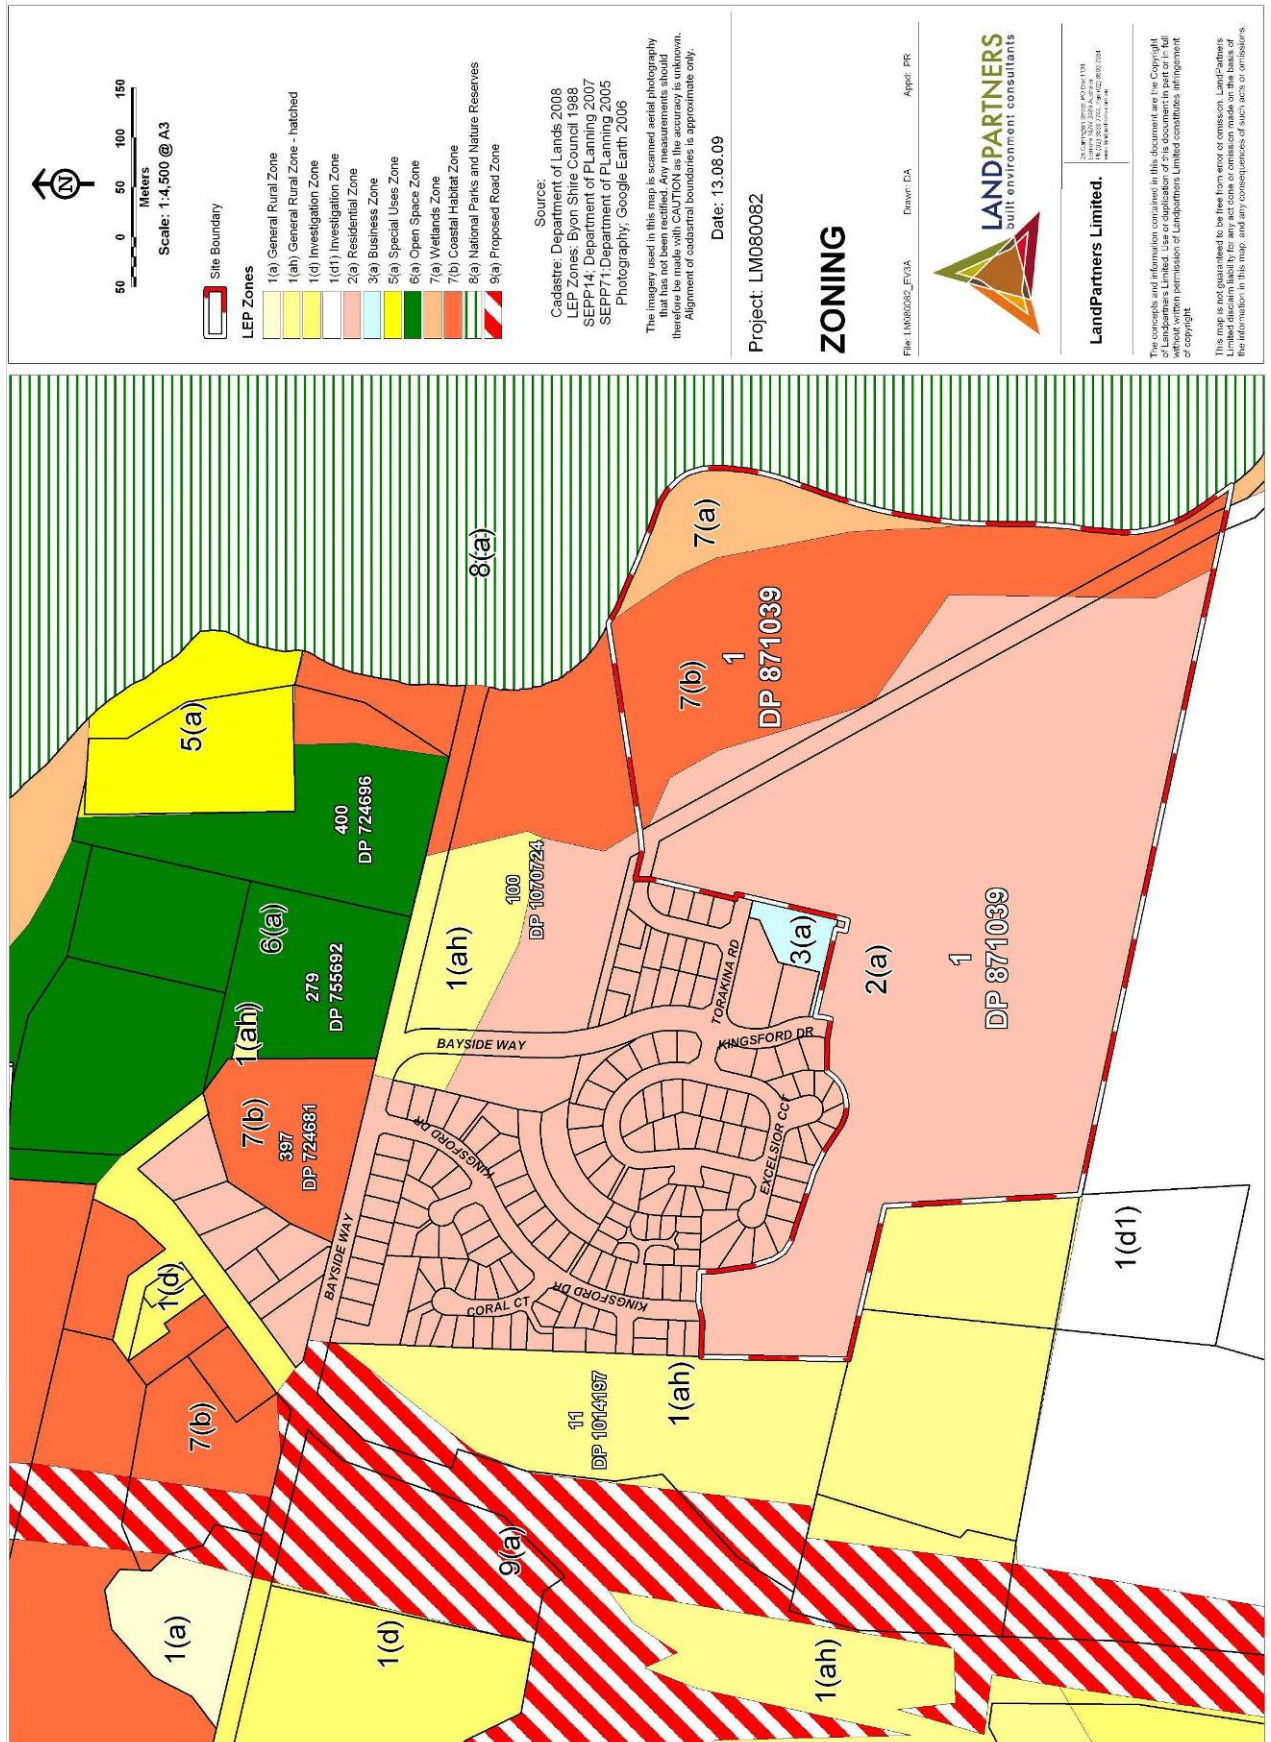 50 0 50 100 150
Meters
Scale: 1:4,500 @ A3
N
Site Boundary
LEP Zones
1(a) General Rural Zone
1(ah) General Rural Zone - hatched
1(d) Investigation Zone
1(d1) Investigation Zone
2(a) Residential Zone
3(a) Business Zone
5(a) Special Uses Zone
6(a) Open Space Zone
7(a) Wetlands Zone
7(b) Coastal Habitat Zone
8(a) National Parks and Nature Reserves
9(a) Proposed Road Zone
Source:
Cadastre: Department of Lands 2008
LEP Zones: Byon Shire Council 1988
SEPP14; Department of PLanning 2007
SEPP71:Department of PLanning 2005
Photography; Google Earth 2006
The imagery used in this map is scanned aerial photography
that has not been rectified. Any measurements should
therefore be made with CAUTION as the accuracy is unknown.
Alignment of cadasrtral boundaries is approximate only.
Date: 13.08.09
Project: LM080082
ZONING
File: LM080082_EV3A Drawn: DA Appd: PR
LANDPARTNERS
built environment consultants
LandPartners Limited.
The concepts and information contained in this document are the Copyright
of Landpartners Limited. Use or duplication of this document in part or in full
without written permission of Landpartners Limited constitutes infringement
of copyright.
This map is not guaranteed to be free from error or omission. LandPartners
Limited disclaim liability for any act done or omission made on the basis of
the information in this map, and any consequences of such acts or omissions.
8(a)
7(a)
5(a)
7(b)
1
DP 871039
400
DP 724696
6(a)
279
DP 755692
1(ah)
1(ah)
100
DP 1070724
3(a)
2(a)
1
DP 871039
TORAKINA RD
BAYSIDE WAY
KINGSFORD DR
7(b)
397
DP 724681
KINGSFORD DR
EXCELSIOR CCT
BAYSIDE WAY
1(d)
CORAL CT
KINGSFORD DR
1(d1)
7(b)
11
DP 1014197
1(ah)
9(a)
1(a)
1(d)
1(ah)